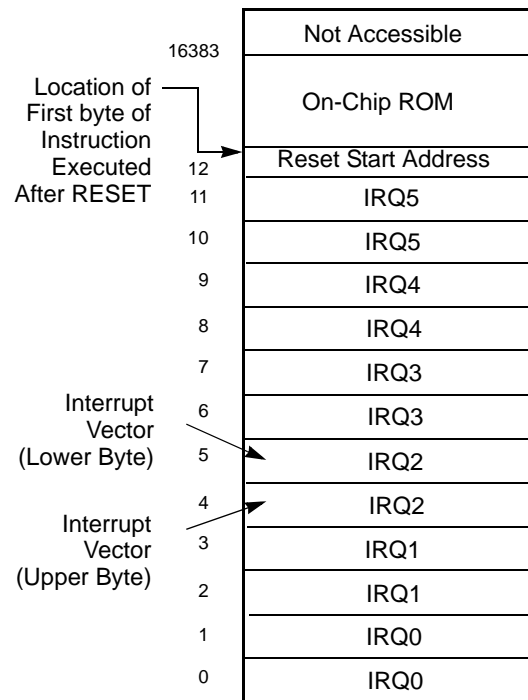 Not Accessible
16383
Location of
First byte of
Instruction
Executed
After RESET
On-Chip ROM
12
Reset Start Address
11
IRQ5
10
IRQ5
9
IRQ4
8
IRQ4
7
IRQ3
6
IRQ3
Interrupt
Vector
(Lower Byte)
5
IRQ2
4
IRQ2
Interrupt
Vector
(Upper Byte)
3
IRQ1
2
IRQ1
1
IRQ0
0
IRQ0